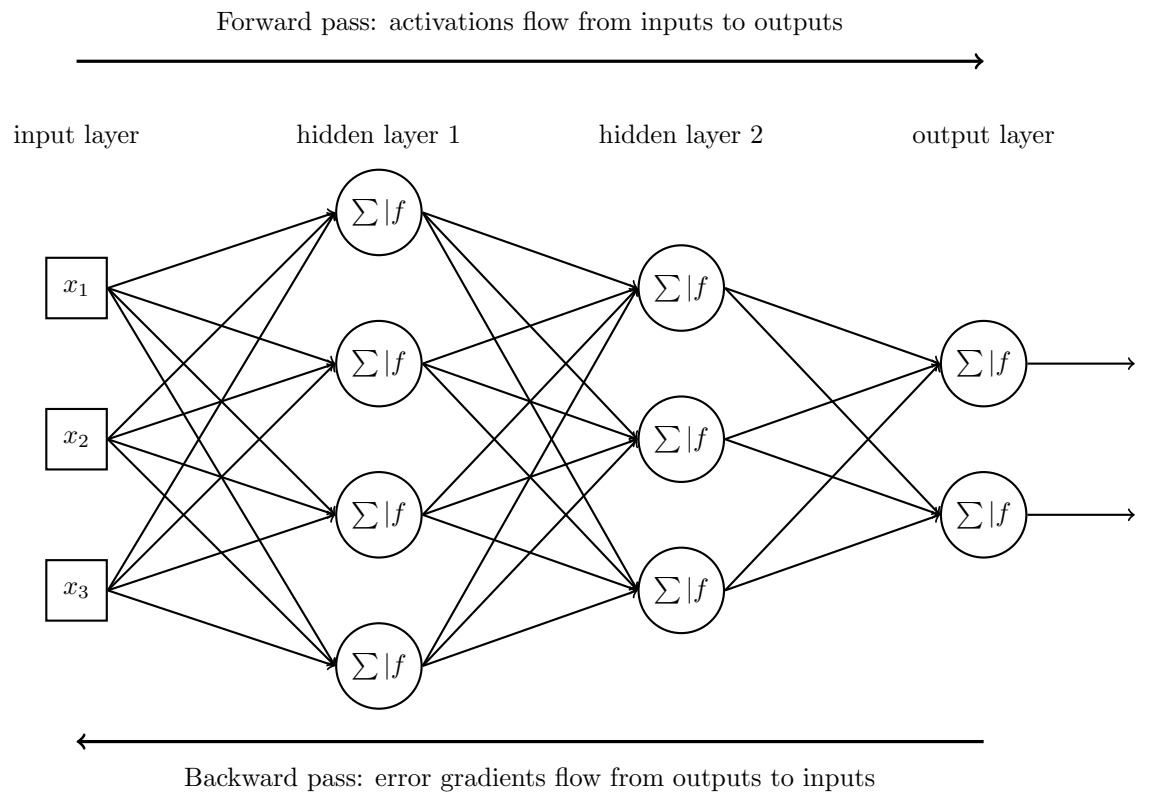 Forward pass: activations flow from inputs to outputs
input layer hidden layer 1 hidden layer 2 output layer
∑|f
x₁ ∑|f
∑|f ∑|f
x₂ ∑|f
∑|f ∑|f
x₃ ∑|f
∑|f
Backward pass: error gradients flow from outputs to inputs